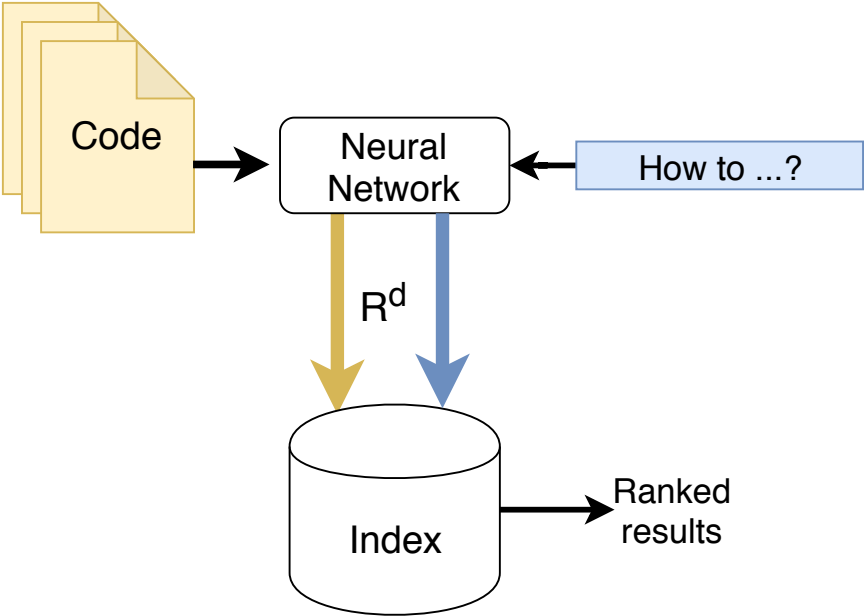 Code
Neural
Network
How to ...?
R^d
Index
Ranked
results